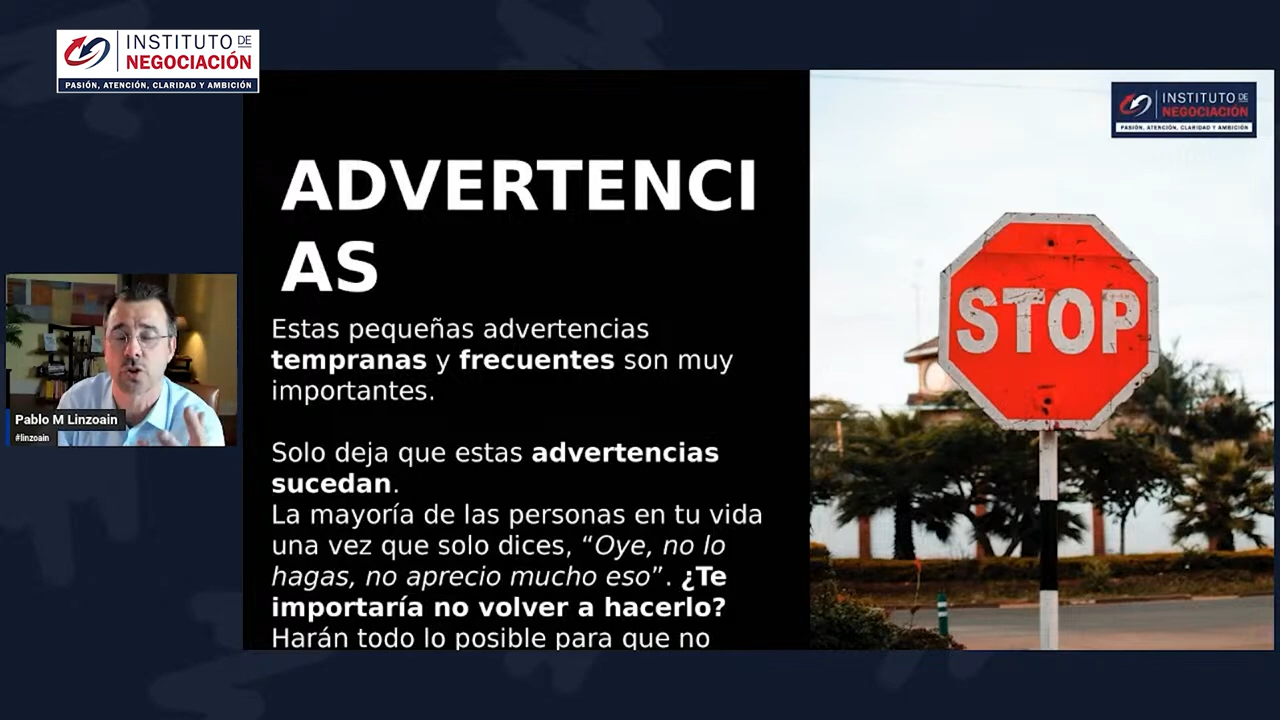 INSTITUTO DE
NEGOCIACIÓN
PASIÓN, ATENCIÓN, CLARIDAD Y AMBICIÓN
INSTITUTO DE
NEGOCIACIÓN
PASIÓN, ATENCIÓN, CLARIDAD Y AMBICIÓN
ADVERTENCI
AS
Estas pequeñas advertencias
tempranas y frecuentes son muy
importantes.
Solo deja que estas advertencias
sucedan.
La mayoría de las personas en tu vida
una vez que solo dices, “Oye, no lo
hagas, no aprecio mucho eso”. ¿Te
importaría no volver a hacerlo?
Harán todo lo posible para que no
STOP
Pablo M Linzoain
#linzoain